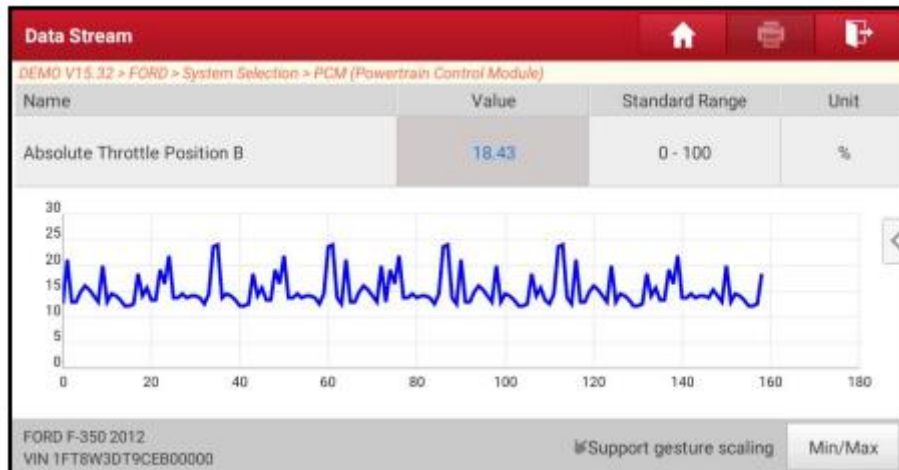 Data Stream
DEMO V15.32 > FORD > System Selection > PCM (Powertrain Control Module)
Name Value Standard Range Unit
Absolute Throttle Position B 18.43 0 - 100 %
30
25
20
15
10
5
0
0 20 40 60 80 100 120 140 160 180
FORD F-350 2012
VIN 1FT8W3DT9CEB00000
Support gesture scaling
Min/Max